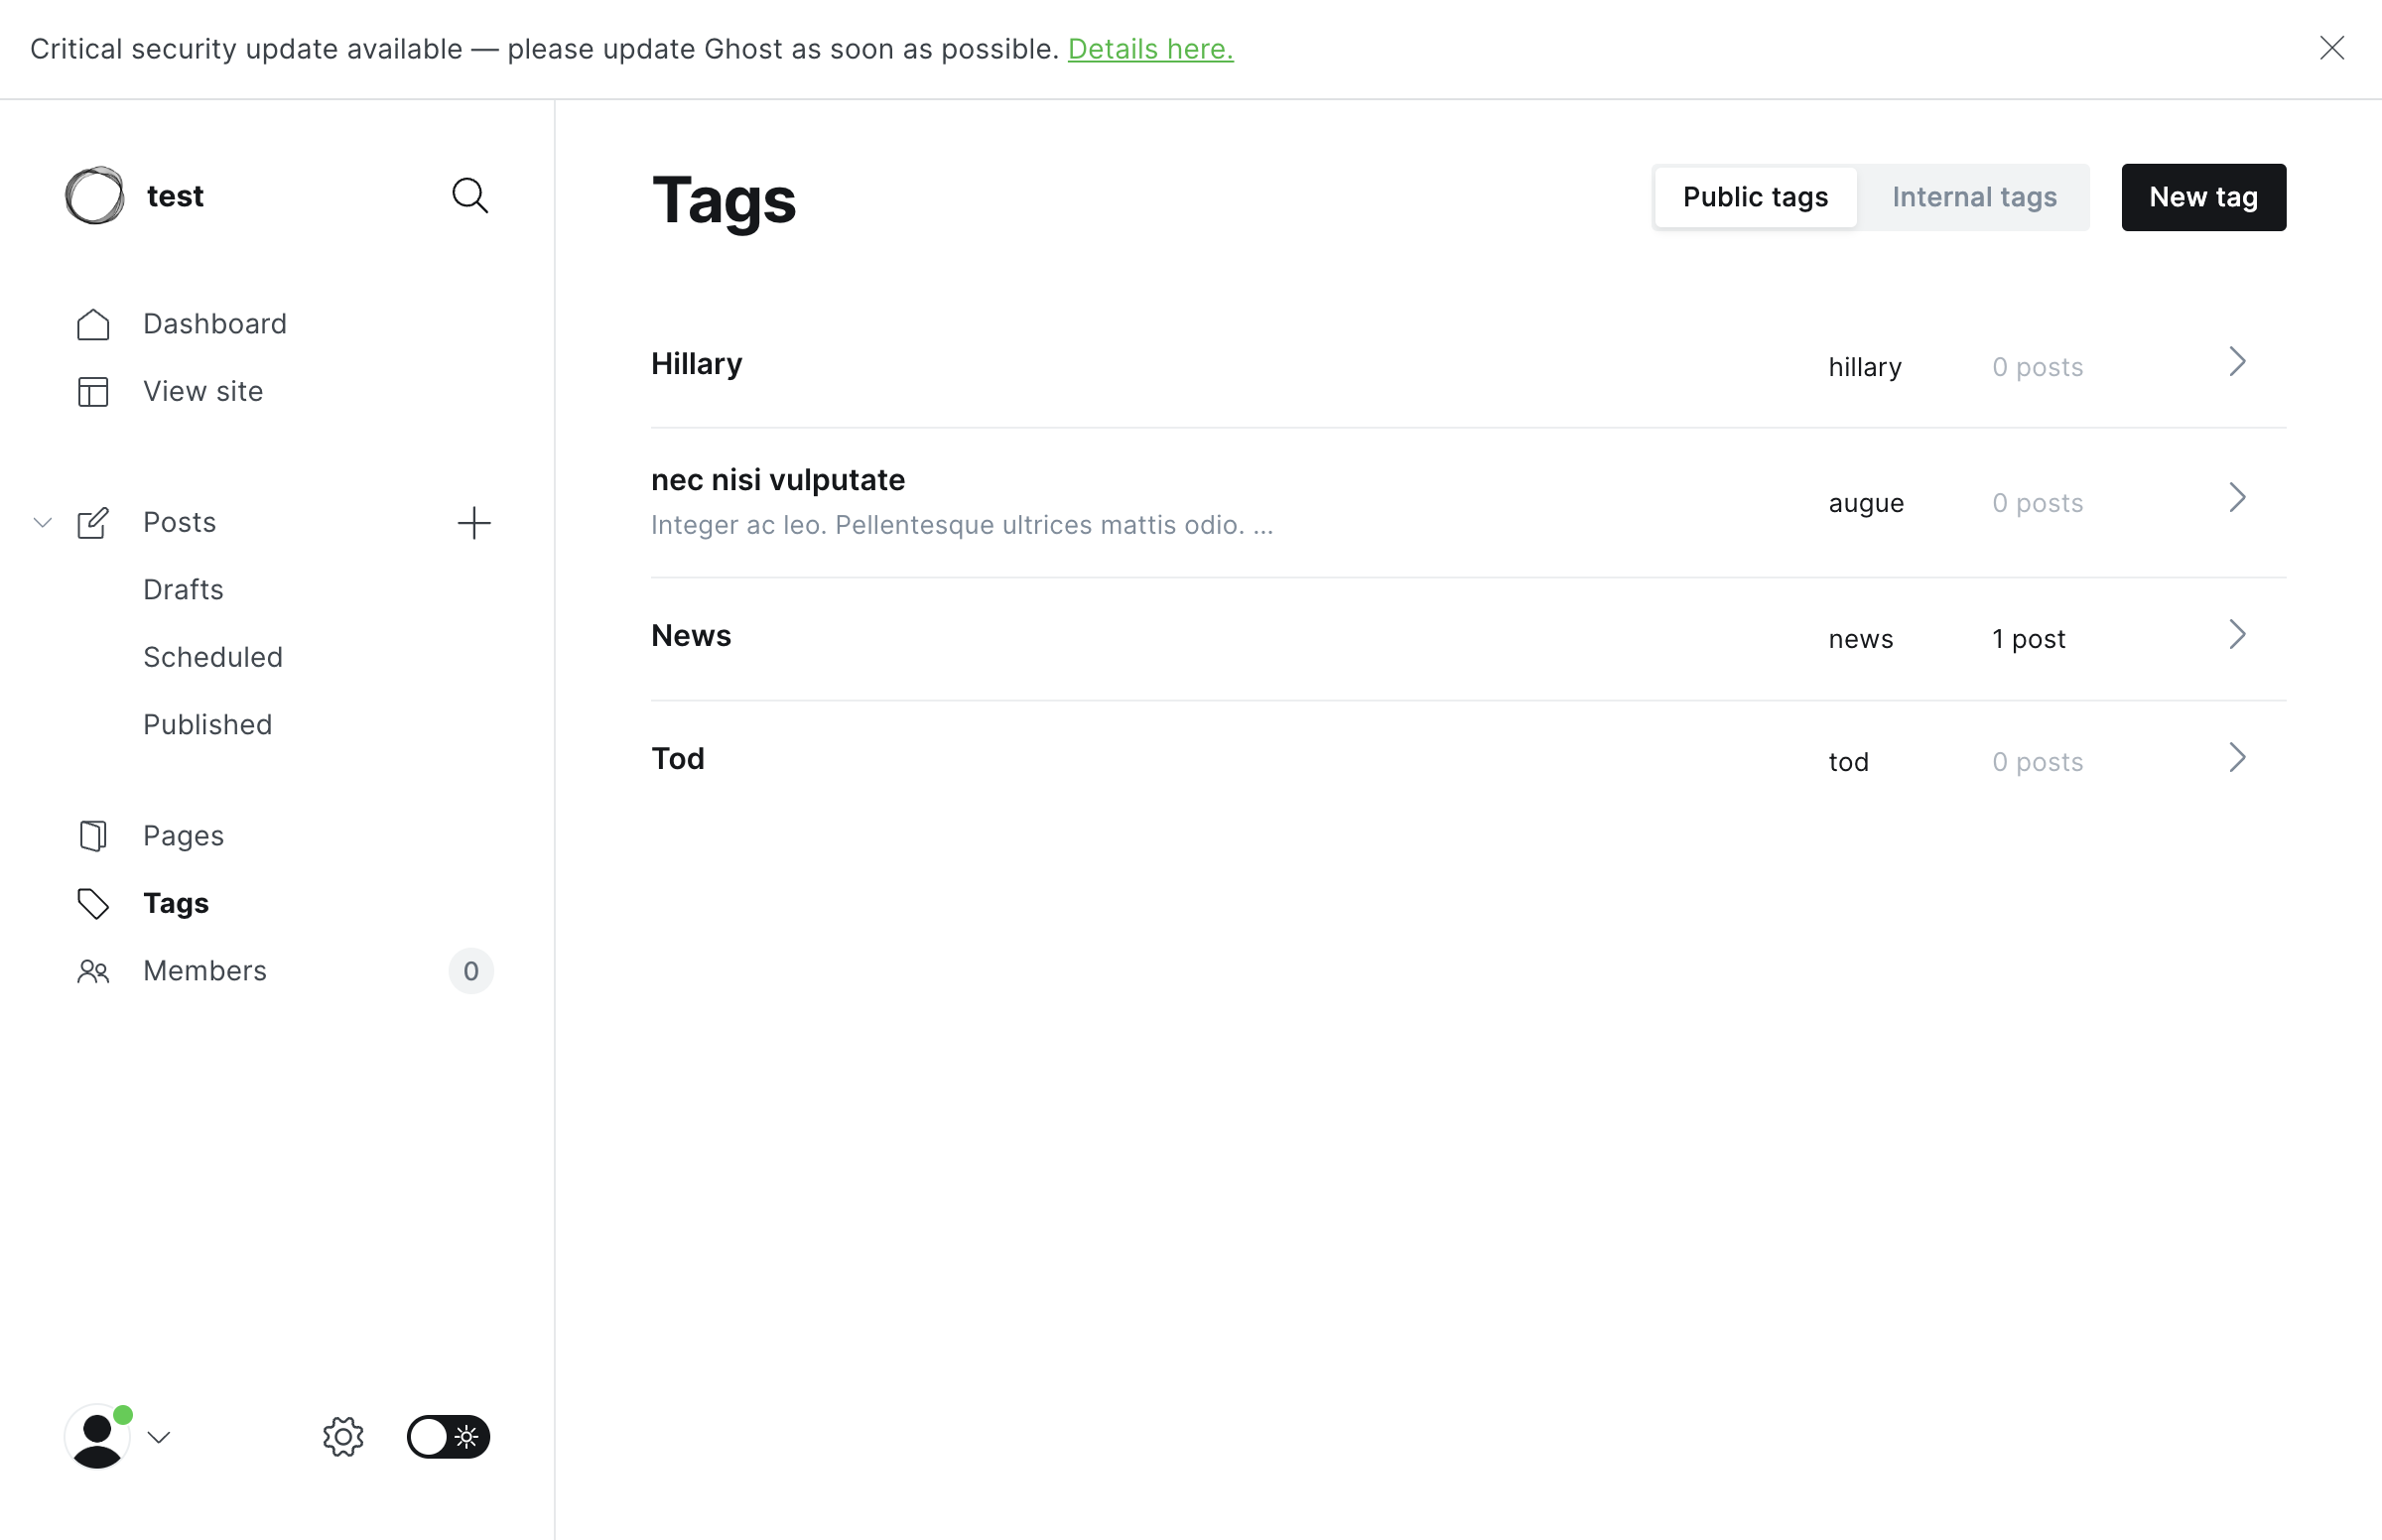 Critical security update available — please update Ghost as soon as possible. Details here.
test
Dashboard
View site
Posts
Drafts
Scheduled
Published
Pages
Tags
Members 0
Tags
Public tags Internal tags New tag
Hillary hillary 0 posts
nec nisi vulputate
Integer ac leo. Pellentesque ultrices mattis odio. ...
augue 0 posts
News news 1 post
Tod tod 0 posts